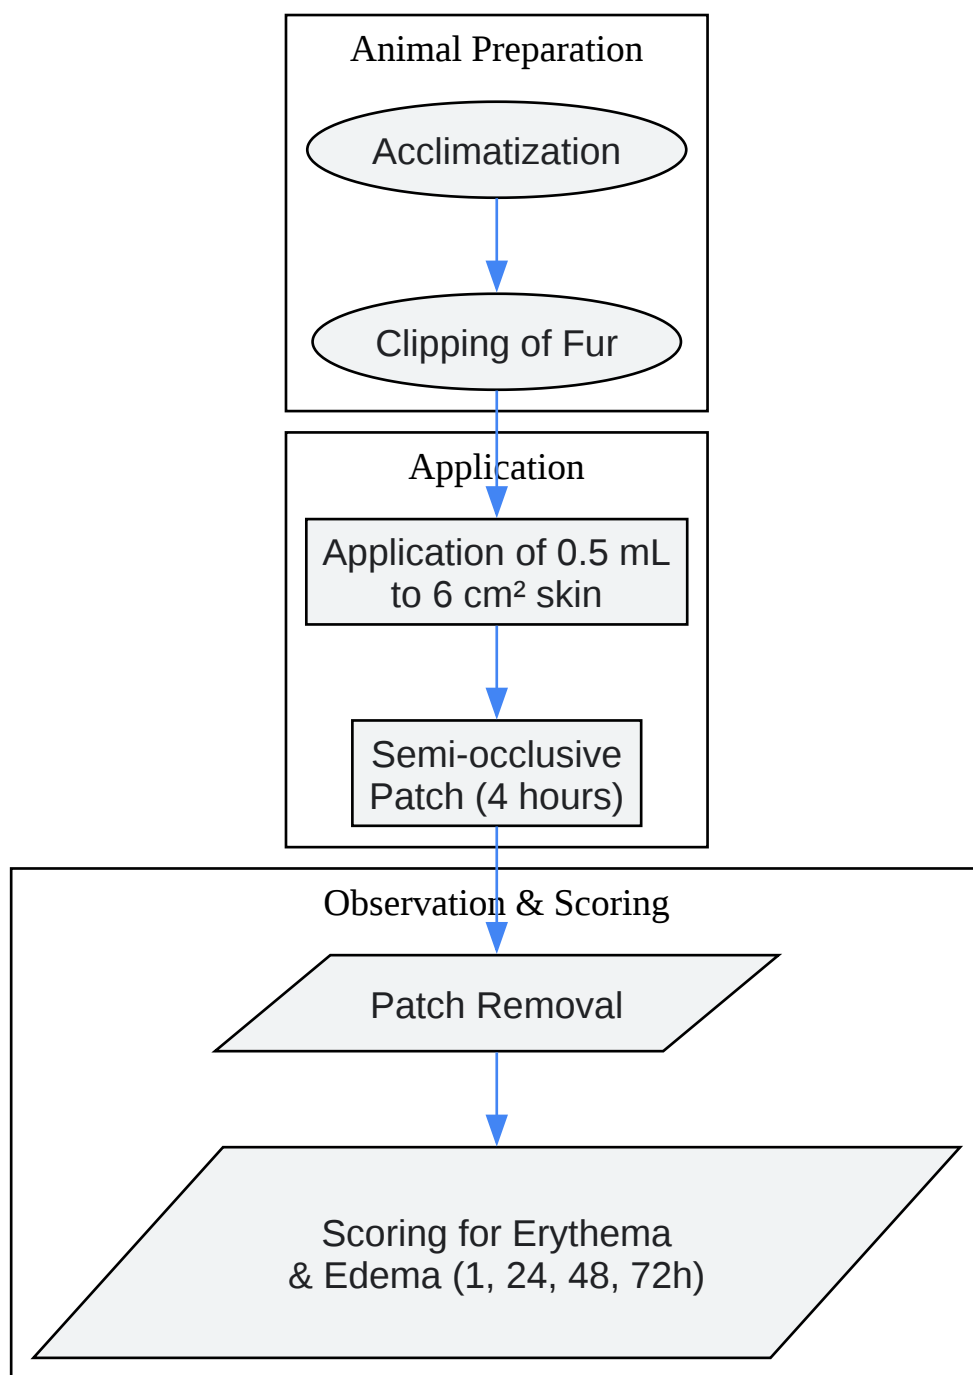 Animal Preparation
Acclimatization
Clipping of Fur
Application
Application of 0.5 mL
to 6 cm² skin
Semi-occlusive
Patch (4 hours)
Observation & Scoring
Patch Removal
Scoring for Erythema
& Edema (1, 24, 48, 72h)